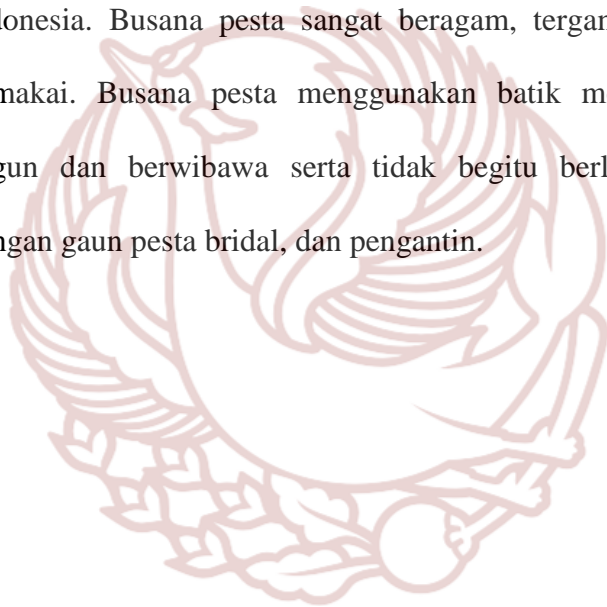 donesia. Busana pesta sangat beragam, tergan
makai. Busana pesta menggunakan batik m
gun dan berwibawa serta tidak begitu berl
ngan gaun pesta bridal, dan pengantin.